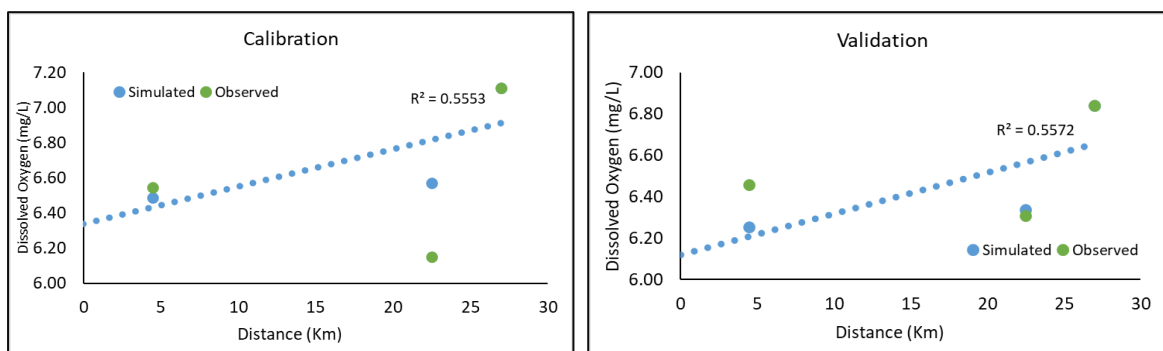 Calibration
Dissolved Oxygen (mg/L)
7.20
7.00
6.80
6.60
6.40
6.20
6.00
Simulated Observed
R² = 0.5553
0 5 10 15 20 25 30
Distance (Km)
Validation
Dissolved Oxygen (mg/L)
7.00
6.80
6.60
6.40
6.20
6.00
R² = 0.5572
Simulated Observed
0 5 10 15 20 25 30
Distance (Km)